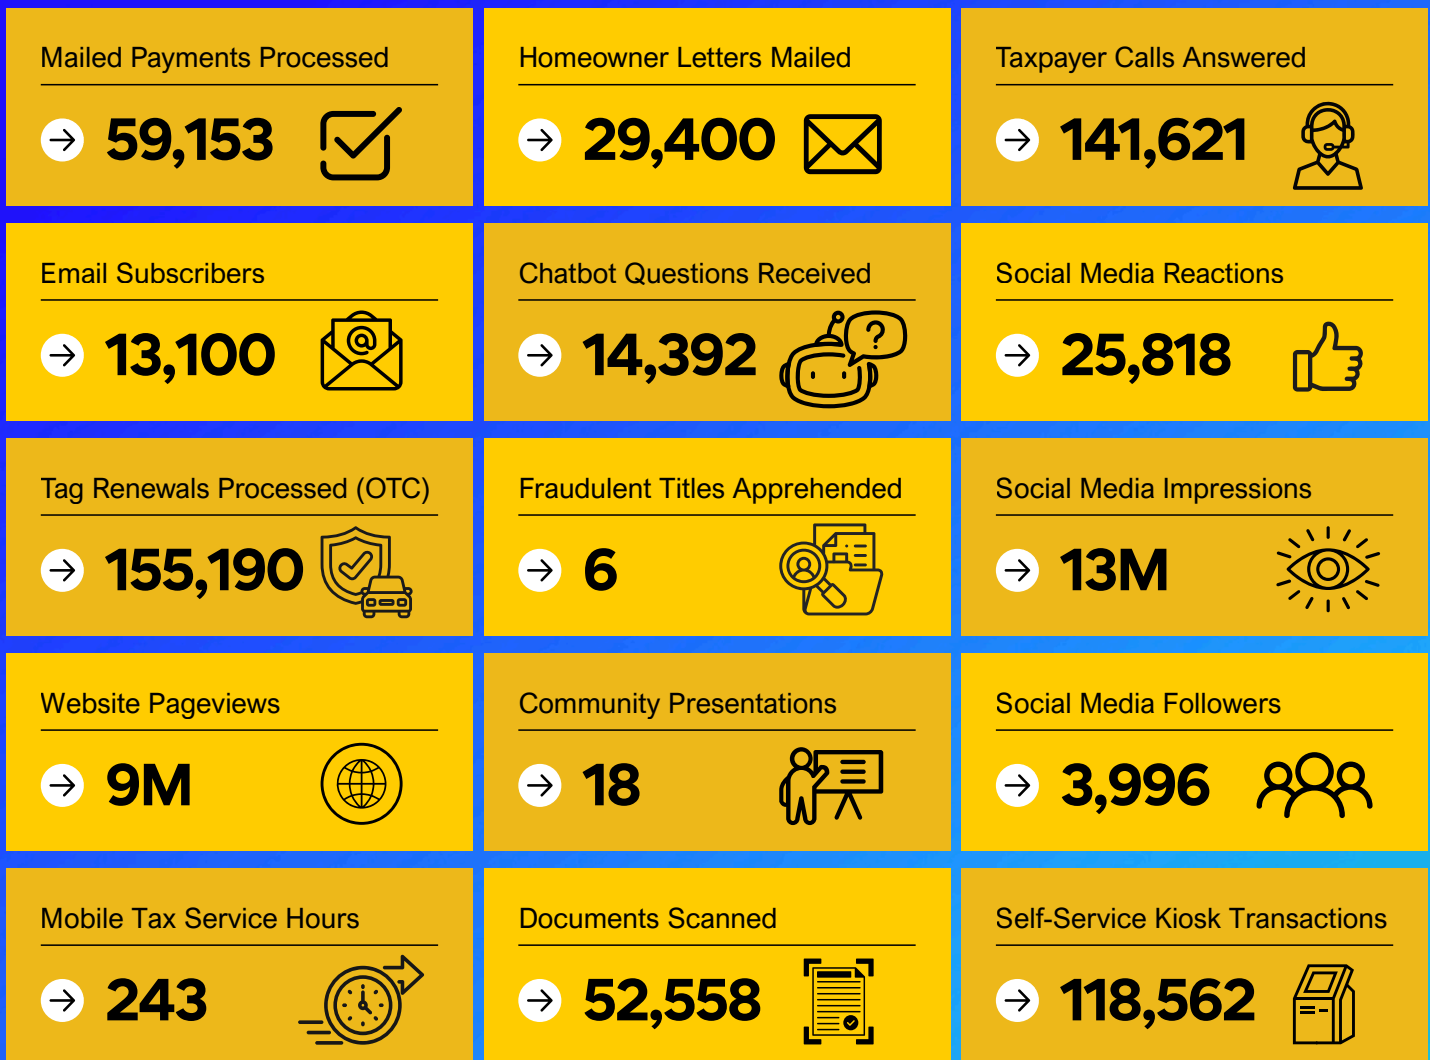 Mailed Payments Processed
59,153
Homeowner Letters Mailed
29,400
Taxpayer Calls Answered
141,621
Email Subscribers
13,100
@
Chatbot Questions Received
14,392
?
Social Media Reactions
25,818
Tag Renewals Processed (OTC)
155,190
Fraudulent Titles Apprehended
6
Social Media Impressions
13M
Website Pageviews
9M
Community Presentations
18
Social Media Followers
3,996
Mobile Tax Service Hours
243
Documents Scanned
52,558
Self-Service Kiosk Transactions
118,562